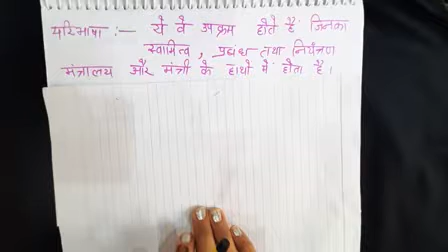 परिभाषा :— ये वे उपक्रम होते हैं जिनका
स्वामित्व, प्रबंध तथा नियंत्रण
मंत्रालय और मंत्री के हाथो में होता है।